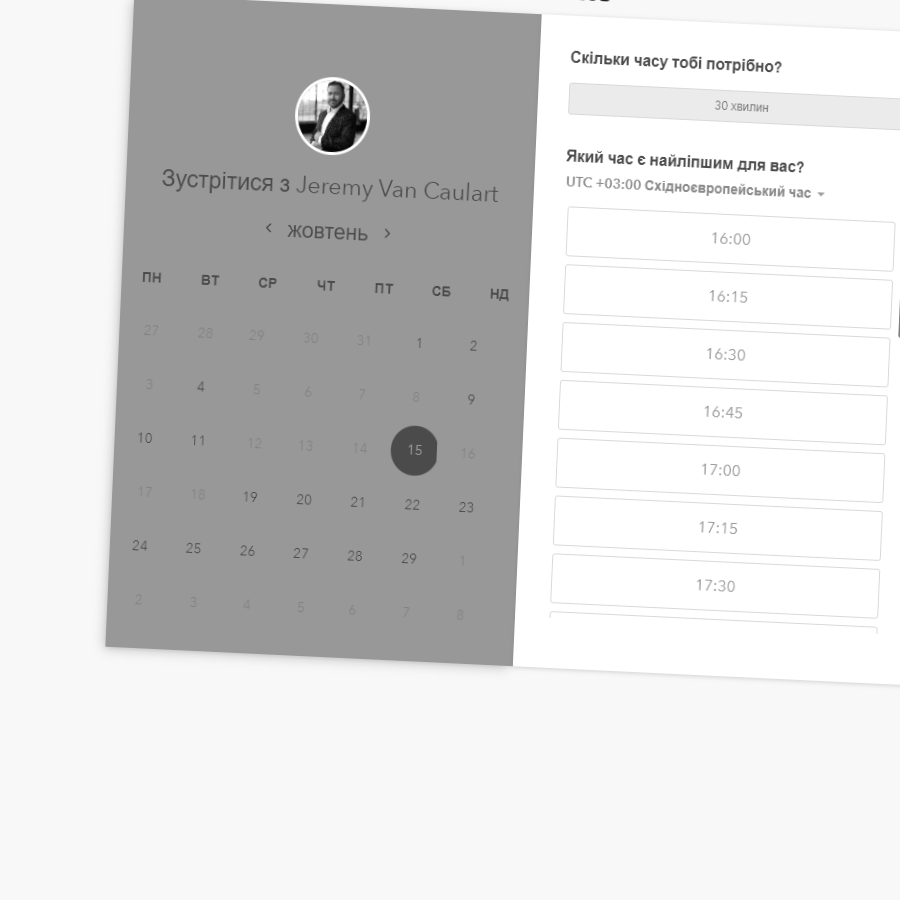 Зустрітися з Jeremy Van Caulart
жовтень
ПН ВТ СР ЧТ ПТ СБ НД
27 28 29 30 31 1 2
3 4 5 6 7 8 9
10 11 12 13 14 15 16
17 18 19 20 21 22 23
24 25 26 27 28 29 1
2 3 4 5 6 7 8
Скільки часу тобі потрібно?
30 хвилин
Який час є найліпшим для вас?
UTC +03:00 Східноєвропейський час
16:00
16:15
16:30
16:45
17:00
17:15
17:30